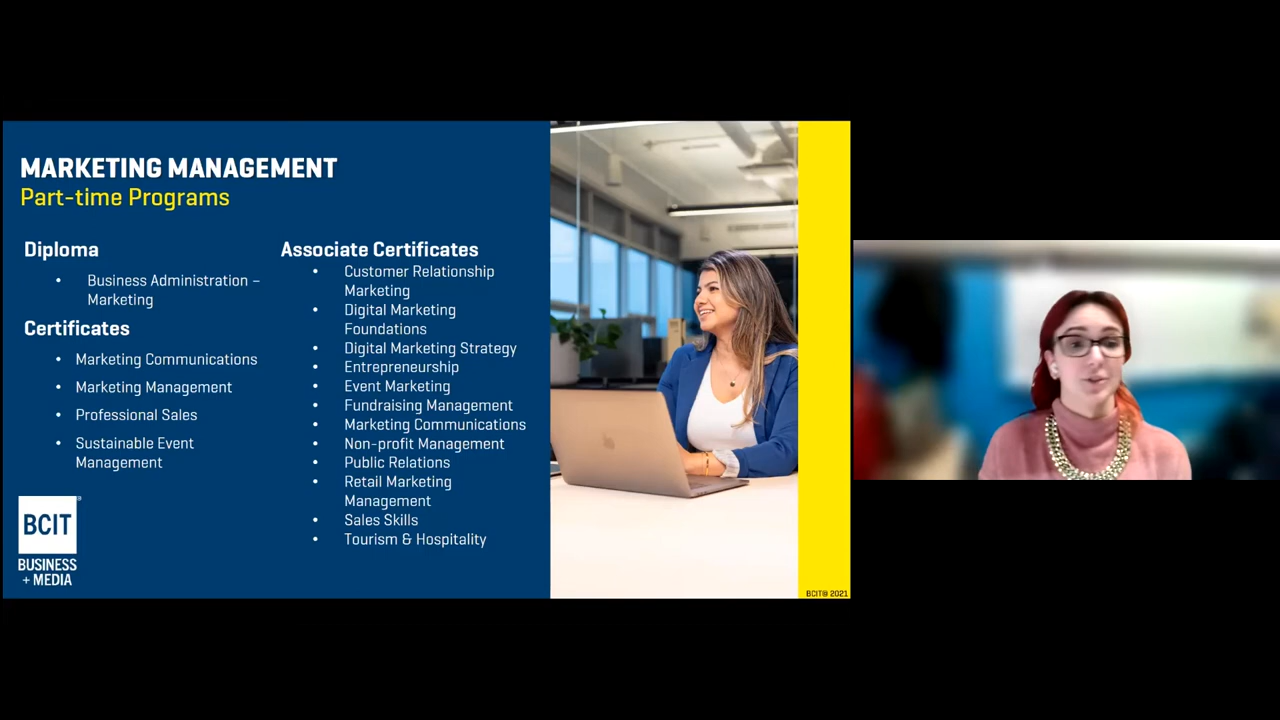 MARKETING MANAGEMENT
Part-time Programs
Diploma
• Business Administration –
Marketing
Certificates
• Marketing Communications
• Marketing Management
• Professional Sales
• Sustainable Event
Management
Associate Certificates
• Customer Relationship
Marketing
• Digital Marketing
Foundations
• Digital Marketing Strategy
• Entrepreneurship
• Event Marketing
• Fundraising Management
• Marketing Communications
• Non-profit Management
• Public Relations
• Retail Marketing
Management
• Sales Skills
• Tourism & Hospitality
BCIT®
BUSINESS
+ MEDIA
BCIT© 2021